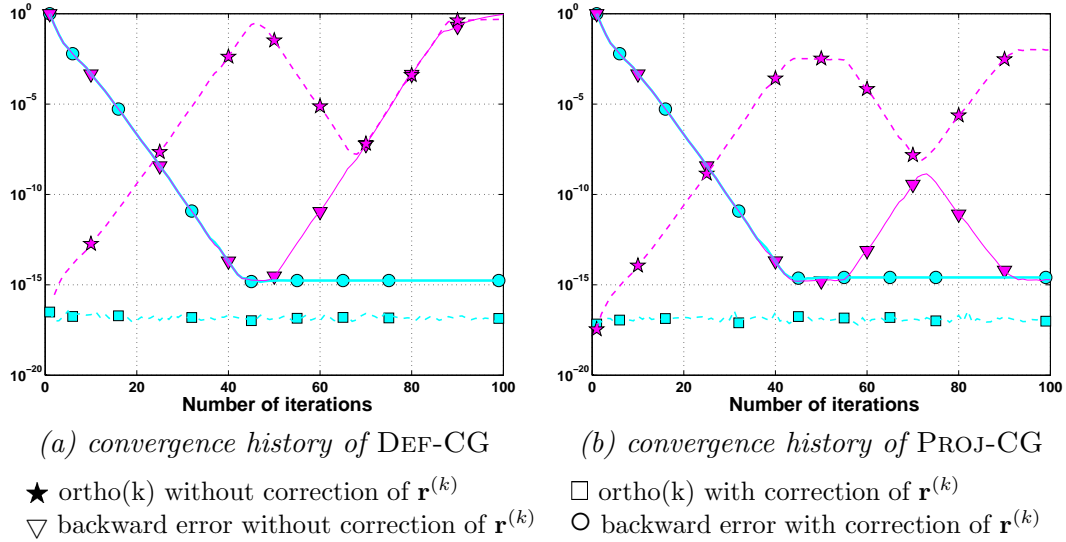 10^0
10^-5
10^-10
10^-15
10^-20
0 20 40 60 80 100
Number of iterations
(a) convergence history of DEF-CG
10^0
10^-5
10^-10
10^-15
10^-20
0 20 40 60 80 100
Number of iterations
(b) convergence history of PROJ-CG
★ ortho(k) without correction of r^(k)
▽ backward error without correction of r^(k)
□ ortho(k) with correction of r^(k)
○ backward error with correction of r^(k)